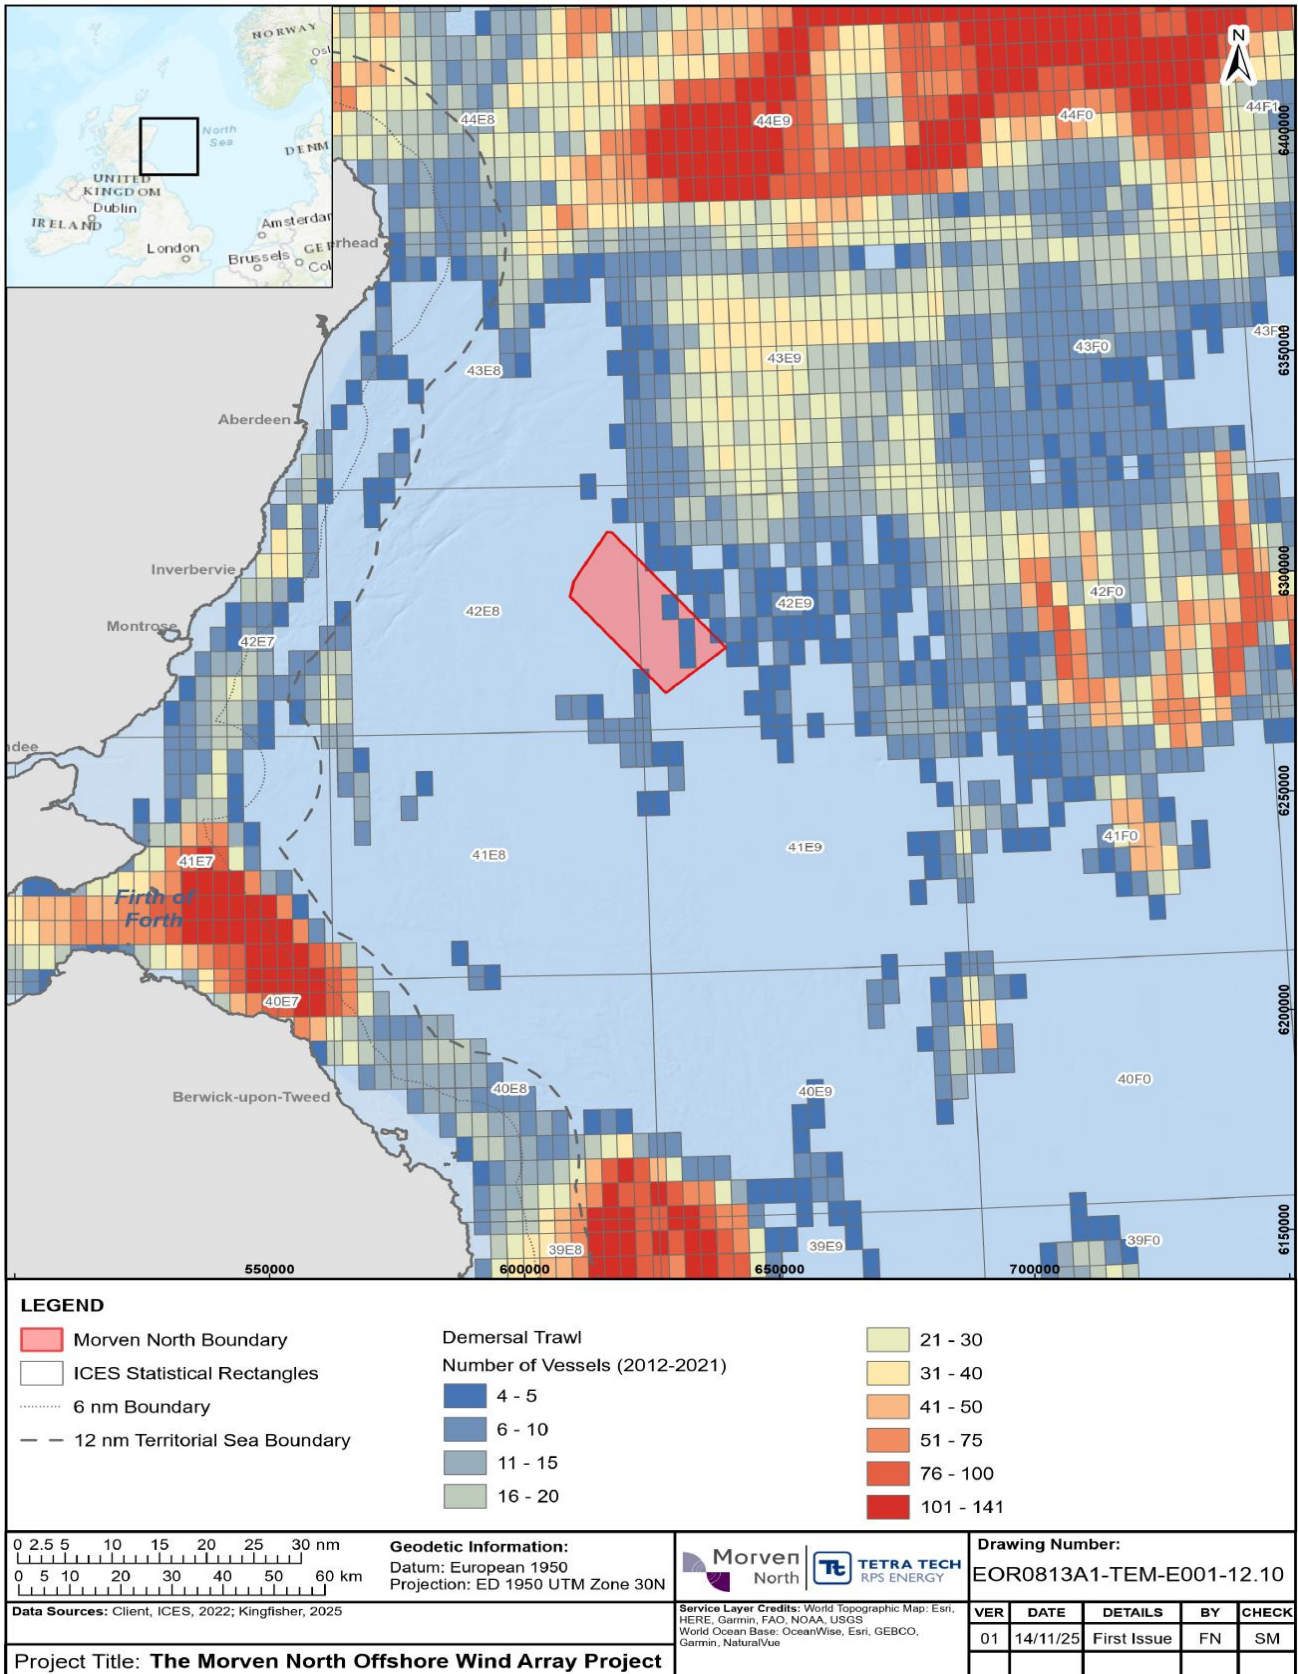 NORWAY
Osl
North
Sea
DENM
UNITED
KINGDOM
Dublin
IRELAND
Amsterdar
London
GER
Brussels
Col
N
44E8
44E9
44F0
44F1
6400000
rhead
43E8
43E9
43F0
43F
6350000
Aberdeen
Inverbervie
Montrose
42E7
42E8
42E9
42F0
6300000
dee
6250000
41E7
41E8
41E9
41F0
Firth of
Forth
40E7
6200000
Berwick-upon-Tweed
40E8
40E9
40F0
39E8
39E9
39F0
6150000
550000
600000
650000
700000
LEGEND
Morven North Boundary
ICES Statistical Rectangles
6 nm Boundary
12 nm Territorial Sea Boundary
Demersal Trawl
Number of Vessels (2012-2021)
4 - 5
6 - 10
11 - 15
16 - 20
21 - 30
31 - 40
41 - 50
51 - 75
76 - 100
101 - 141
0 2.5 5 10 15 20 25 30 nm
0 5 10 20 30 40 50 60 km
Geodetic Information:
Datum: European 1950
Projection: ED 1950 UTM Zone 30N
Morven
North
Tt
TETRA TECH
RPS ENERGY
Drawing Number:
EOR0813A1-TEM-E001-12.10
Data Sources: Client, ICES, 2022; Kingfisher, 2025
Service Layer Credits: World Topographic Map: Esri,
HERE, Garmin, FAO, NOAA, USGS
World Ocean Base: OceanWise, Esri, GEBCO,
Garmin, NaturalVue
VER DATE DETAILS BY CHECK
01 14/11/25 First Issue FN SM
Project Title: The Morven North Offshore Wind Array Project